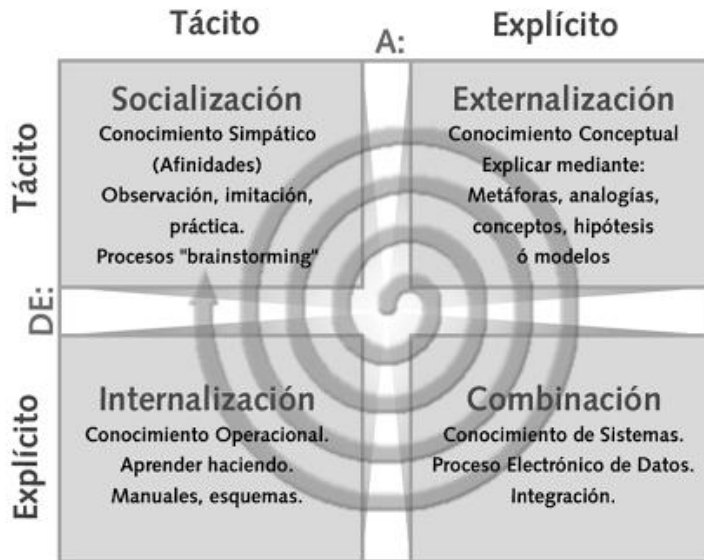 Tácito
A:
Explícito
Tácito
Socialización
Conocimiento Simpático
(Afinidades)
Observación, imitación,
práctica.
Procesos "brainstorming"
Externalización
Conocimiento Conceptual
Explicar mediante:
Metáforas, analogías,
conceptos, hipótesis
ó modelos
DE:
Explícito
Internalización
Conocimiento Operacional.
Aprender haciendo.
Manuales, esquemas.
Combinación
Conocimiento de Sistemas.
Proceso Electrónico de Datos.
Integración.